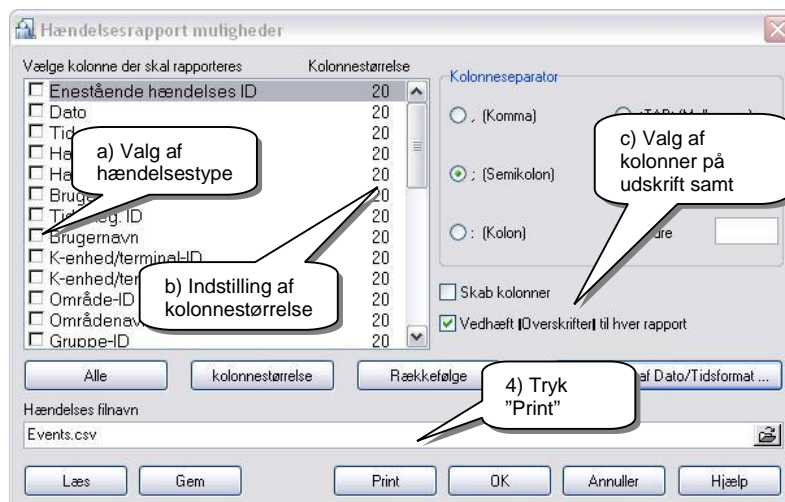 Hændelsesrapport muligheder
Vælge kolonne der skal rapporteres Kolonnestørrelse
Enestående hændelses ID 20
Dato 20
20
20
20
20
ID 20
Brugernavn 20
K-enhed/terminal-ID 20
20
Område-ID 20
20
Gruppe-ID 20
Kolonneseparator
, (Komma)
; (Semikolon)
: (Kolon)
Skab kolonner
Vedhæft |Overskrifter| til hver rapport
a) Valg af
hændelsestype
b) Indstilling af
kolonnestørrelse
c) Valg af
kolonner på
udskrift samt
4) Tryk
”Print”
Alle kolonnestørrelse Rækkefølge af Dato/Tidsformat ...
Hændelses filnavn
Events.csv
Læs Gem Print OK Annuller Hjælp